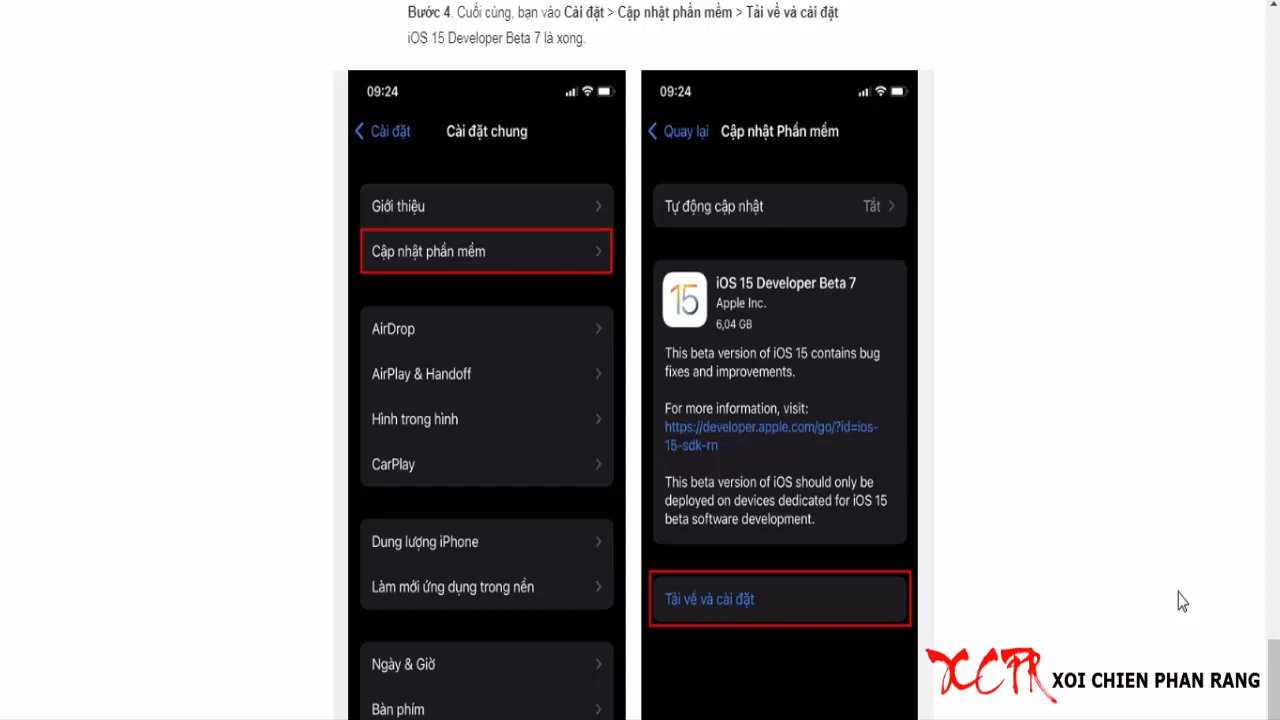 Bước 4. Cuối cùng, bạn vào Cài đặt > Cập nhật phần mềm > Tải về và cài đặt
iOS 15 Developer Beta 7 là xong.
09:24
Cài đặt
Cài đặt chung
Giới thiệu
Cập nhật phần mềm
AirDrop
AirPlay & Handoff
Hình trong hình
CarPlay
Dung lượng iPhone
Làm mới ứng dụng trong nền
Ngày & Giờ
Bàn phím
09:24
Quay lại
Cập nhật Phần mềm
Tự động cập nhật
Tắt
15
iOS 15 Developer Beta 7
Apple Inc.
6,04 GB
This beta version of iOS 15 contains bug
fixes and improvements.
For more information, visit:
https://developer.apple.com/go/?id=ios-
15-sdk-rn
This beta version of iOS should only be
deployed on devices dedicated for iOS 15
beta software development.
Tải về và cài đặt
XCPR XOI CHIEN PHAN RANG